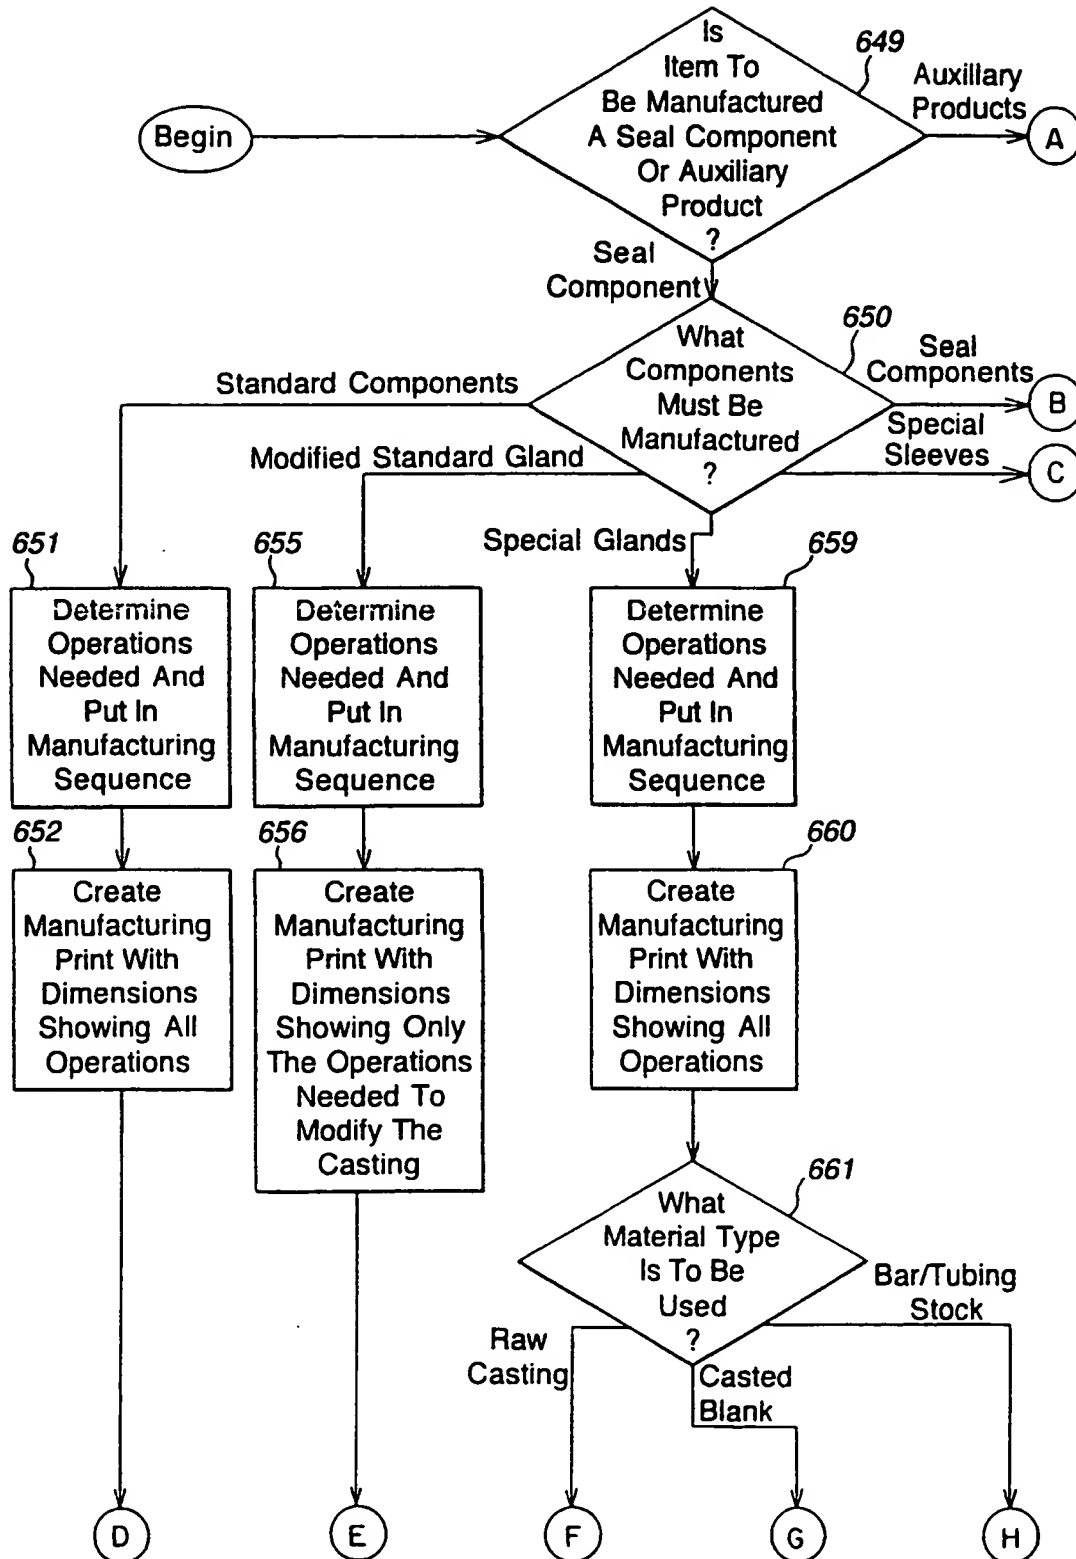 Begin
Is
Item To
Be Manufactured
A Seal Component
Or Auxiliary
Product
?
649
Auxiliary
Products
A
Seal
Component
What
Components
Must Be
Manufactured
?
650
Seal
Components
B
Special
Sleeves
C
Standard Components
Modified Standard Gland
Special Glands
651
Determine
Operations
Needed And
Put In
Manufacturing
Sequence
655
Determine
Operations
Needed And
Put In
Manufacturing
Sequence
659
Determine
Operations
Needed And
Put In
Manufacturing
Sequence
652
Create
Manufacturing
Print With
Dimensions
Showing All
Operations
656
Create
Manufacturing
Print With
Dimensions
Showing Only
The Operations
Needed To
Modify The
Casting
660
Create
Manufacturing
Print With
Dimensions
Showing All
Operations
661
What
Material Type
Is To Be
Used
?
Raw
Casting
Casted
Blank
Bar/Tubing
Stock
D
E
F
G
H